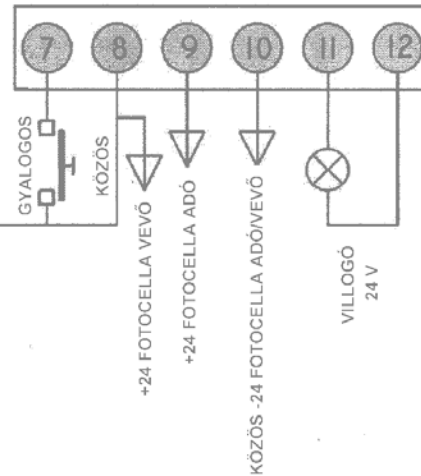 7 8 9 10 11 12
GYALOGOS
KÖZÖS
+24 FOTOCELLA VEVŐ
+24 FOTOCELLA ADÓ
KÖZÖS -24 FOTOCELLA ADÓ/VEVŐ
VILLOGÓ
24 V